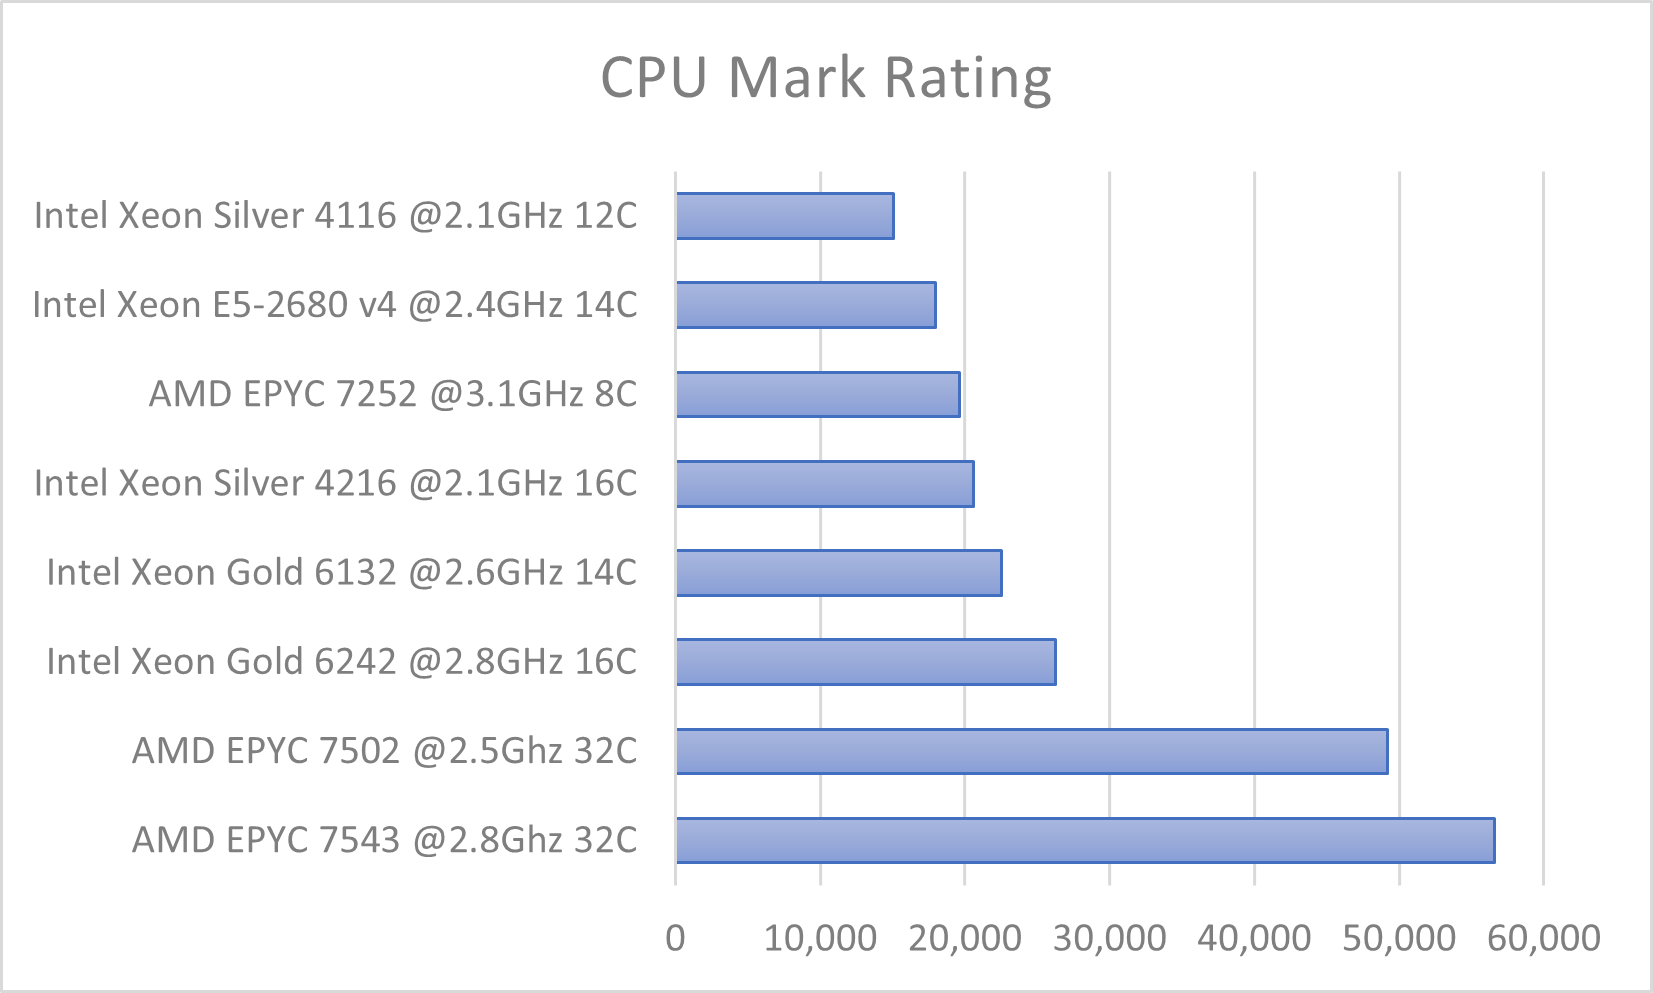 CPU Mark Rating
Intel Xeon Silver 4116 @2.1GHz 12C
Intel Xeon E5-2680 v4 @2.4GHz 14C
AMD EPYC 7252 @3.1GHz 8C
Intel Xeon Silver 4216 @2.1GHz 16C
Intel Xeon Gold 6132 @2.6GHz 14C
Intel Xeon Gold 6242 @2.8GHz 16C
AMD EPYC 7502 @2.5Ghz 32C
AMD EPYC 7543 @2.8Ghz 32C
0 10,000 20,000 30,000 40,000 50,000 60,000